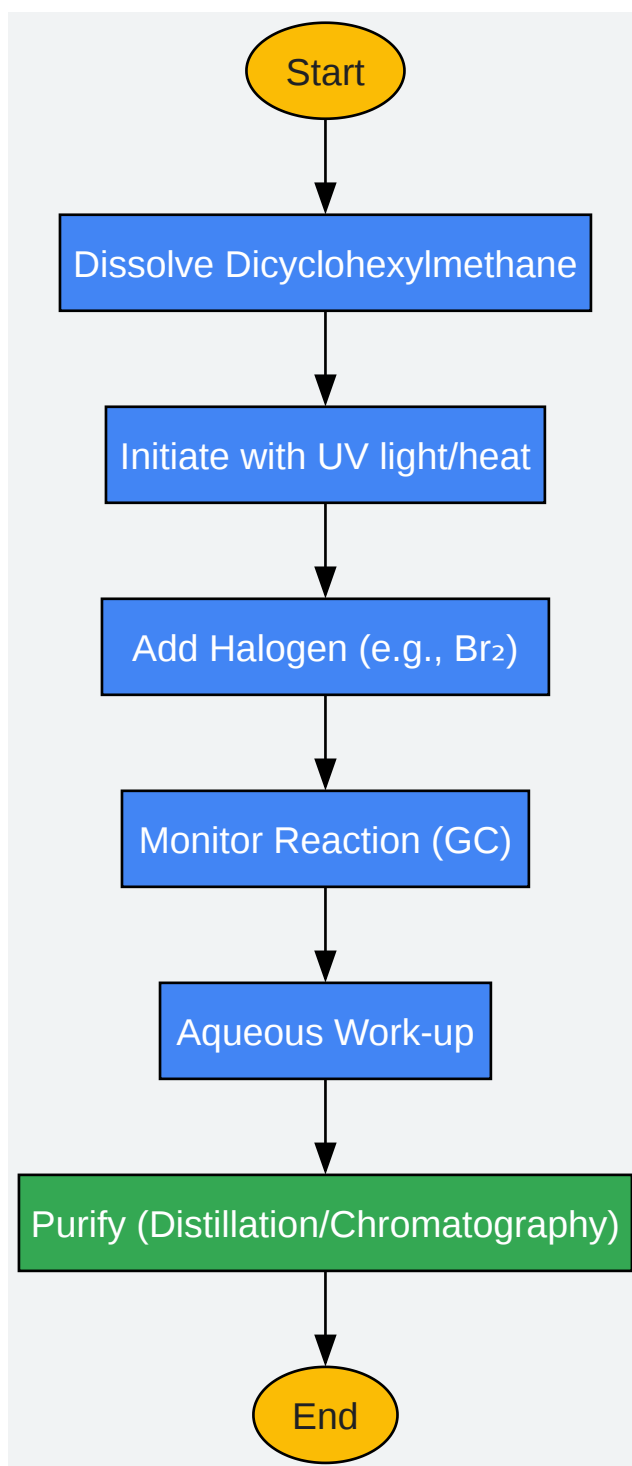 Start
Dissolve Dicyclohexylmethane
Initiate with UV light/heat
Add Halogen (e.g., Br₂)
Monitor Reaction (GC)
Aqueous Work-up
Purify (Distillation/Chromatography)
End